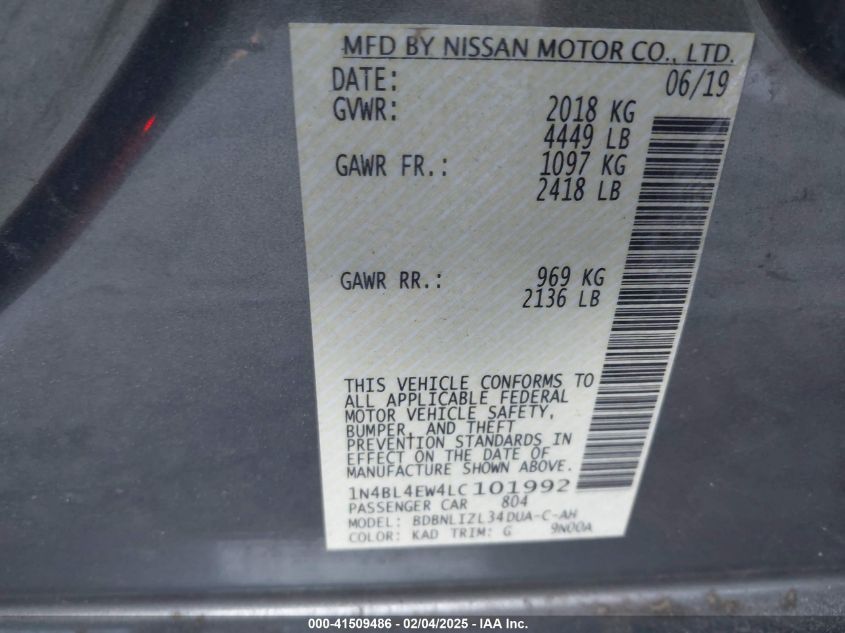 MFD BY NISSAN MOTOR CO., LTD.
DATE: 06/19
GVWR: 2018 KG
4449 LB
GAWR FR.: 1097 KG
2418 LB
GAWR RR.: 969 KG
2136 LB
THIS VEHICLE CONFORMS TO
ALL APPLICABLE FEDERAL
MOTOR VEHICLE SAFETY,
BUMPER, AND THEFT
PREVENTION STANDARDS IN
EFFECT ON THE DATE OF
MANUFACTURE SHOWN ABOVE.
1N4BL4EW4LC101992
PASSENGER CAR 804
MODEL: BDBNLIZL34DUA-C-AH
COLOR: KAD TRIM: G 9N00A
000-41509486 - 02/04/2025 - IAA Inc.